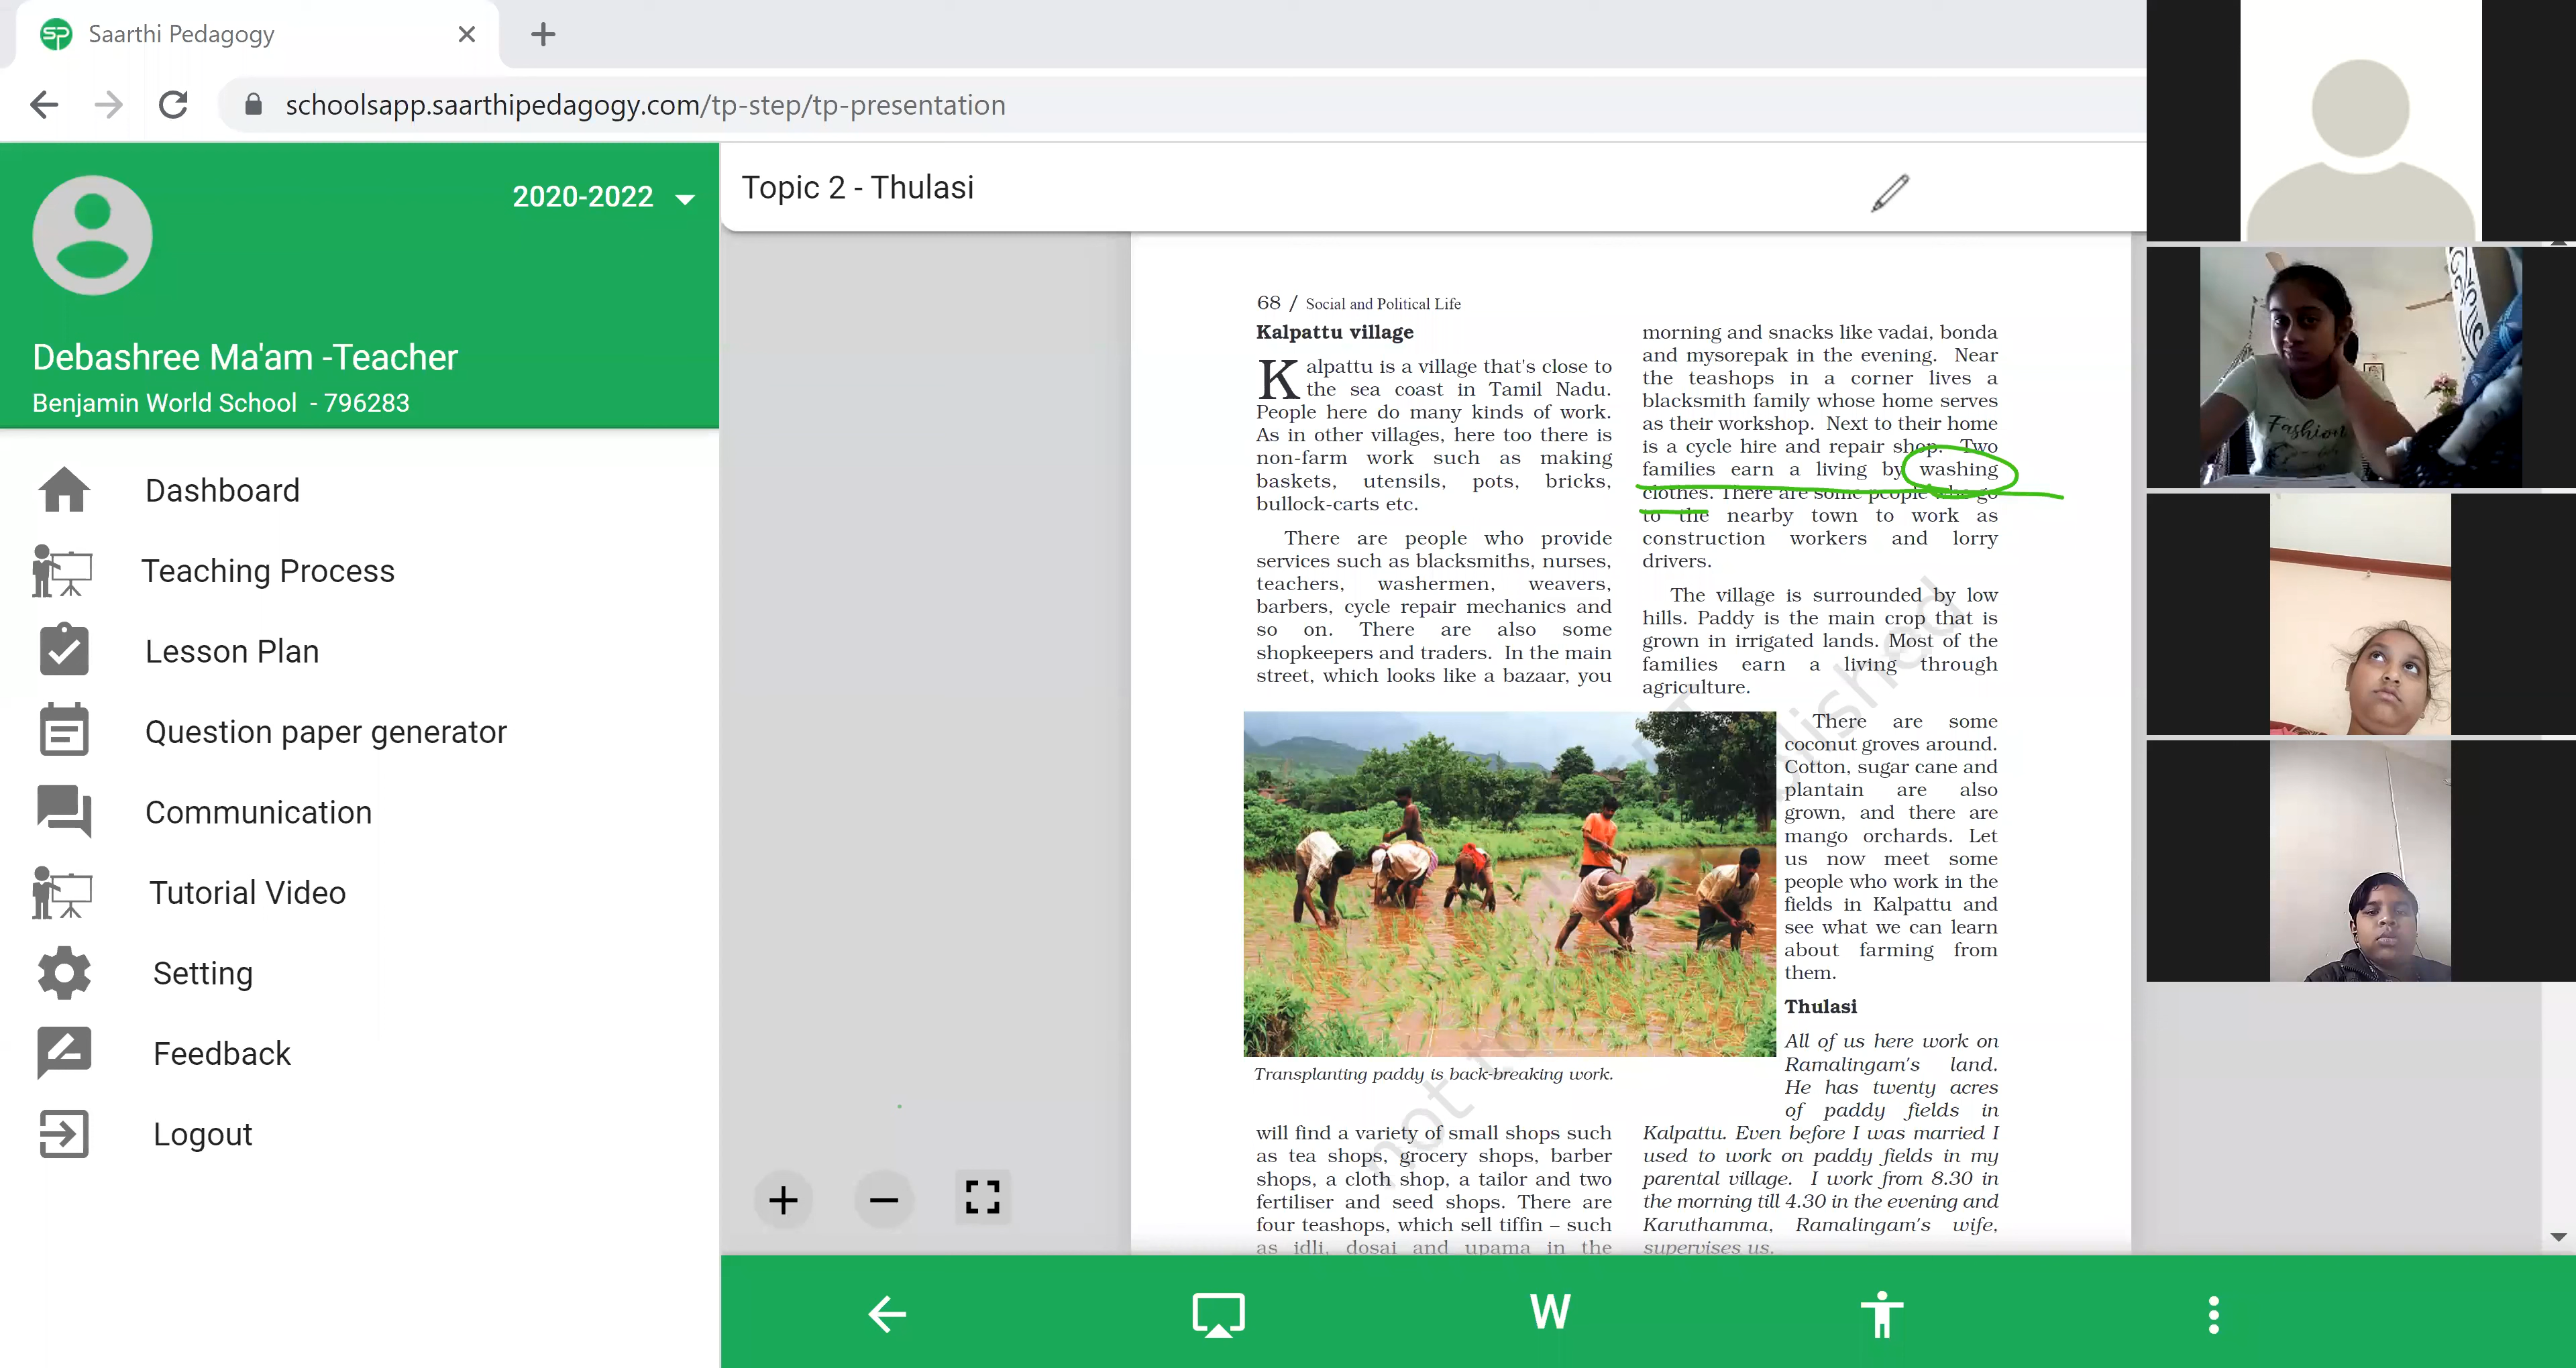 Saarthi Pedagogy
schoolsapp.saarthipedagogy.com/tp-step/tp-presentation
2020-2022
Debashree Ma'am -Teacher
Benjamin World School - 796283
Dashboard
Teaching Process
Lesson Plan
Question paper generator
Communication
Tutorial Video
Setting
Feedback
Logout
Topic 2 - Thulasi
68 / Social and Political Life
Kalpattu village
Kalpattu is a village that's close to
the sea coast in Tamil Nadu.
People here do many kinds of work.
As in other villages, here too there is
non-farm work such as making
baskets, utensils, pots, bricks,
bullock-carts etc.
There are people who provide
services such as blacksmiths, nurses,
teachers, washermen, weavers,
barbers, cycle repair mechanics and
so on. There are also some
shopkeepers and traders. In the main
street, which looks like a bazaar, you
Transplanting paddy is back-breaking work.
will find a variety of small shops such
as tea shops, grocery shops, barber
shops, a cloth shop, a tailor and two
fertiliser and seed shops. There are
four teashops, which sell tiffin – such
as idli, dosai and upama in the
morning and snacks like vadai, bonda
and mysorepak in the evening. Near
the teashops in a corner lives a
blacksmith family whose home serves
as their workshop. Next to their home
is a cycle hire and repair shop. Two
families earn a living by washing
clothes. There are some people who go
to the nearby town to work as
construction workers and lorry
drivers.
The village is surrounded by low
hills. Paddy is the main crop that is
grown in irrigated lands. Most of the
families earn a living through
agriculture.
There are some
coconut groves around.
Cotton, sugar cane and
plantain are also
grown, and there are
mango orchards. Let
us now meet some
people who work in the
fields in Kalpattu and
see what we can learn
about farming from
them.
Thulasi
All of us here work on
Ramalingam's land.
He has twenty acres
of paddy fields in
Kalpattu. Even before I was married I
used to work on paddy fields in my
parental village. I work from 8.30 in
the morning till 4.30 in the evening and
Karuthamma, Ramalingam's wife,
supervises us.
W
Fashion